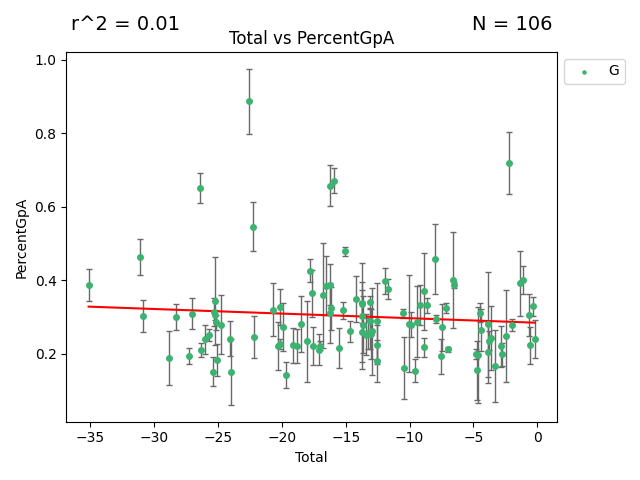 r^2 = 0.01 N = 106
Total vs PercentGpA
G
1.0
0.8
0.6
0.4
0.2
PercentGpA
−35 −30 −25 −20 −15 −10 −5 0
Total